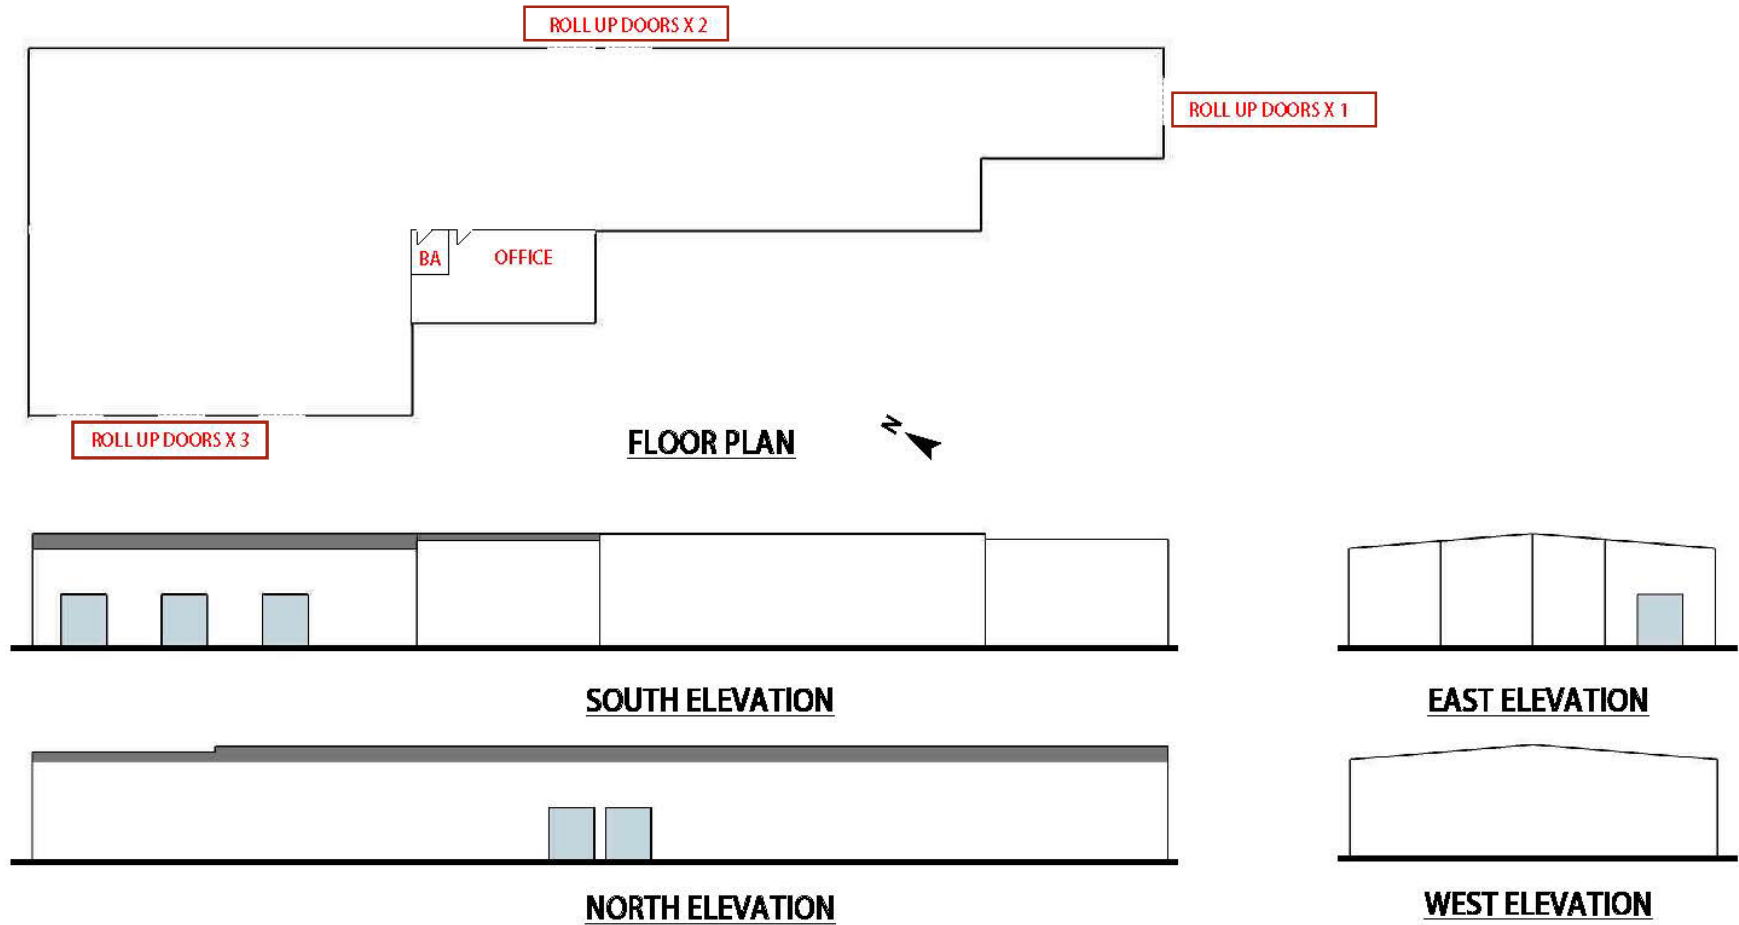 ROLL UP DOORS X 2
ROLL UP DOORS X 1
BA
OFFICE
ROLL UP DOORS X 3
FLOOR PLAN
N
SOUTH ELEVATION
EAST ELEVATION
NORTH ELEVATION
WEST ELEVATION